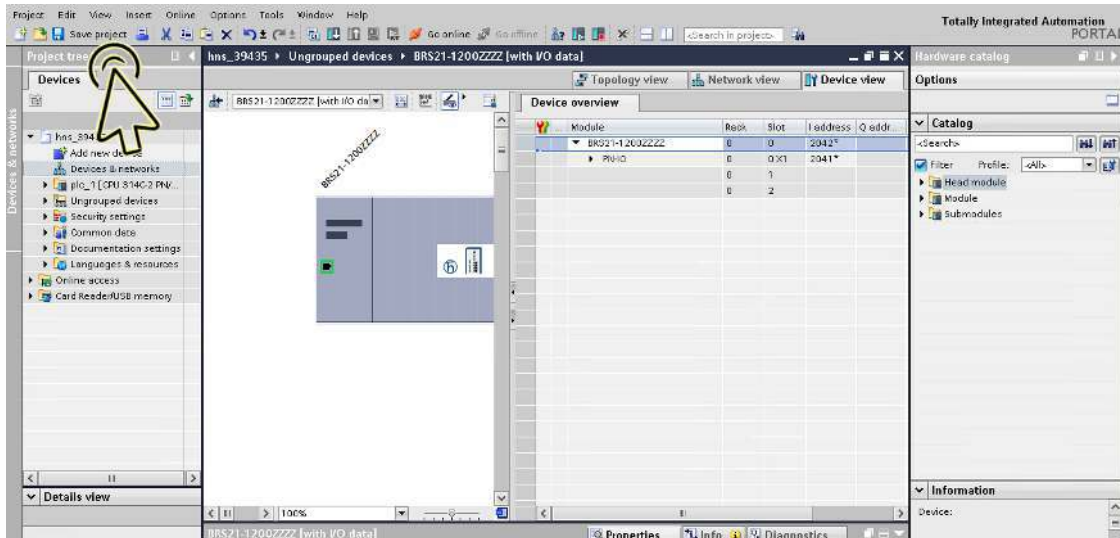 Project Edit View Insert Online Options Tools Window Help
Totally Integrated Automation
PORTAL
Save project
Go online
Go offline
<Search in project>
Project tree
hns_39435 ▸ Ungrouped devices ▸ BRS21-1200ZZZZ [with I/O data]
Hardware catalog
Devices
Topology view
Network view
Device view
Options
BRS21-1200ZZZZ [with I/O da
Device overview
Devices & networks
Module Rack Slot I address Q addr...
BRS21-1200ZZZZ 0 0 2042*
PN-IO 0 0 X1 2041*
0 1
0 2
Catalog
<Search>
Filter Profile: <All>
Head module
Module
Submodules
Devices & networks
plc_1 [CPU 314C-2 PN/...
Ungrouped devices
Security settings
Common data
Documentation settings
Languages & resources
Online access
Card Reader/USB memory
BRS21-1200ZZZZ
Details view
100%
Information
Device:
BRS21-1200ZZZZ [with I/O data]
Properties
Info
Diagnostics